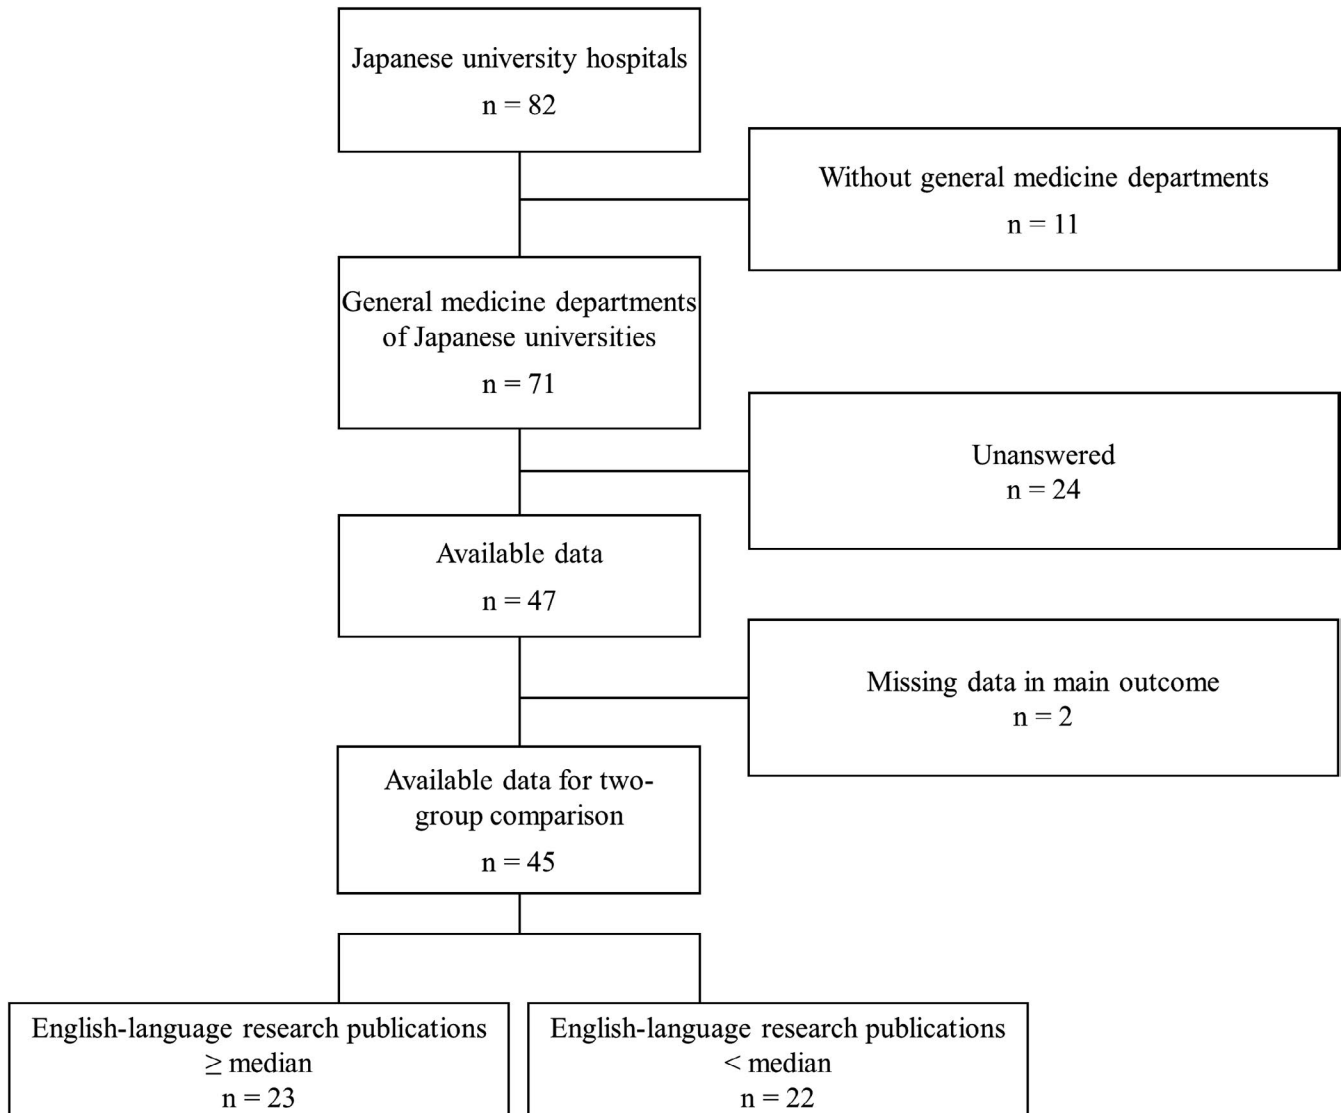 Japanese university hospitals
n = 82
Without general medicine departments
n = 11
General medicine departments
of Japanese universities
n = 71
Unanswered
n = 24
Available data
n = 47
Missing data in main outcome
n = 2
Available data for two-
group comparison
n = 45
English-language research publications
≥ median
n = 23
English-language research publications
< median
n = 22